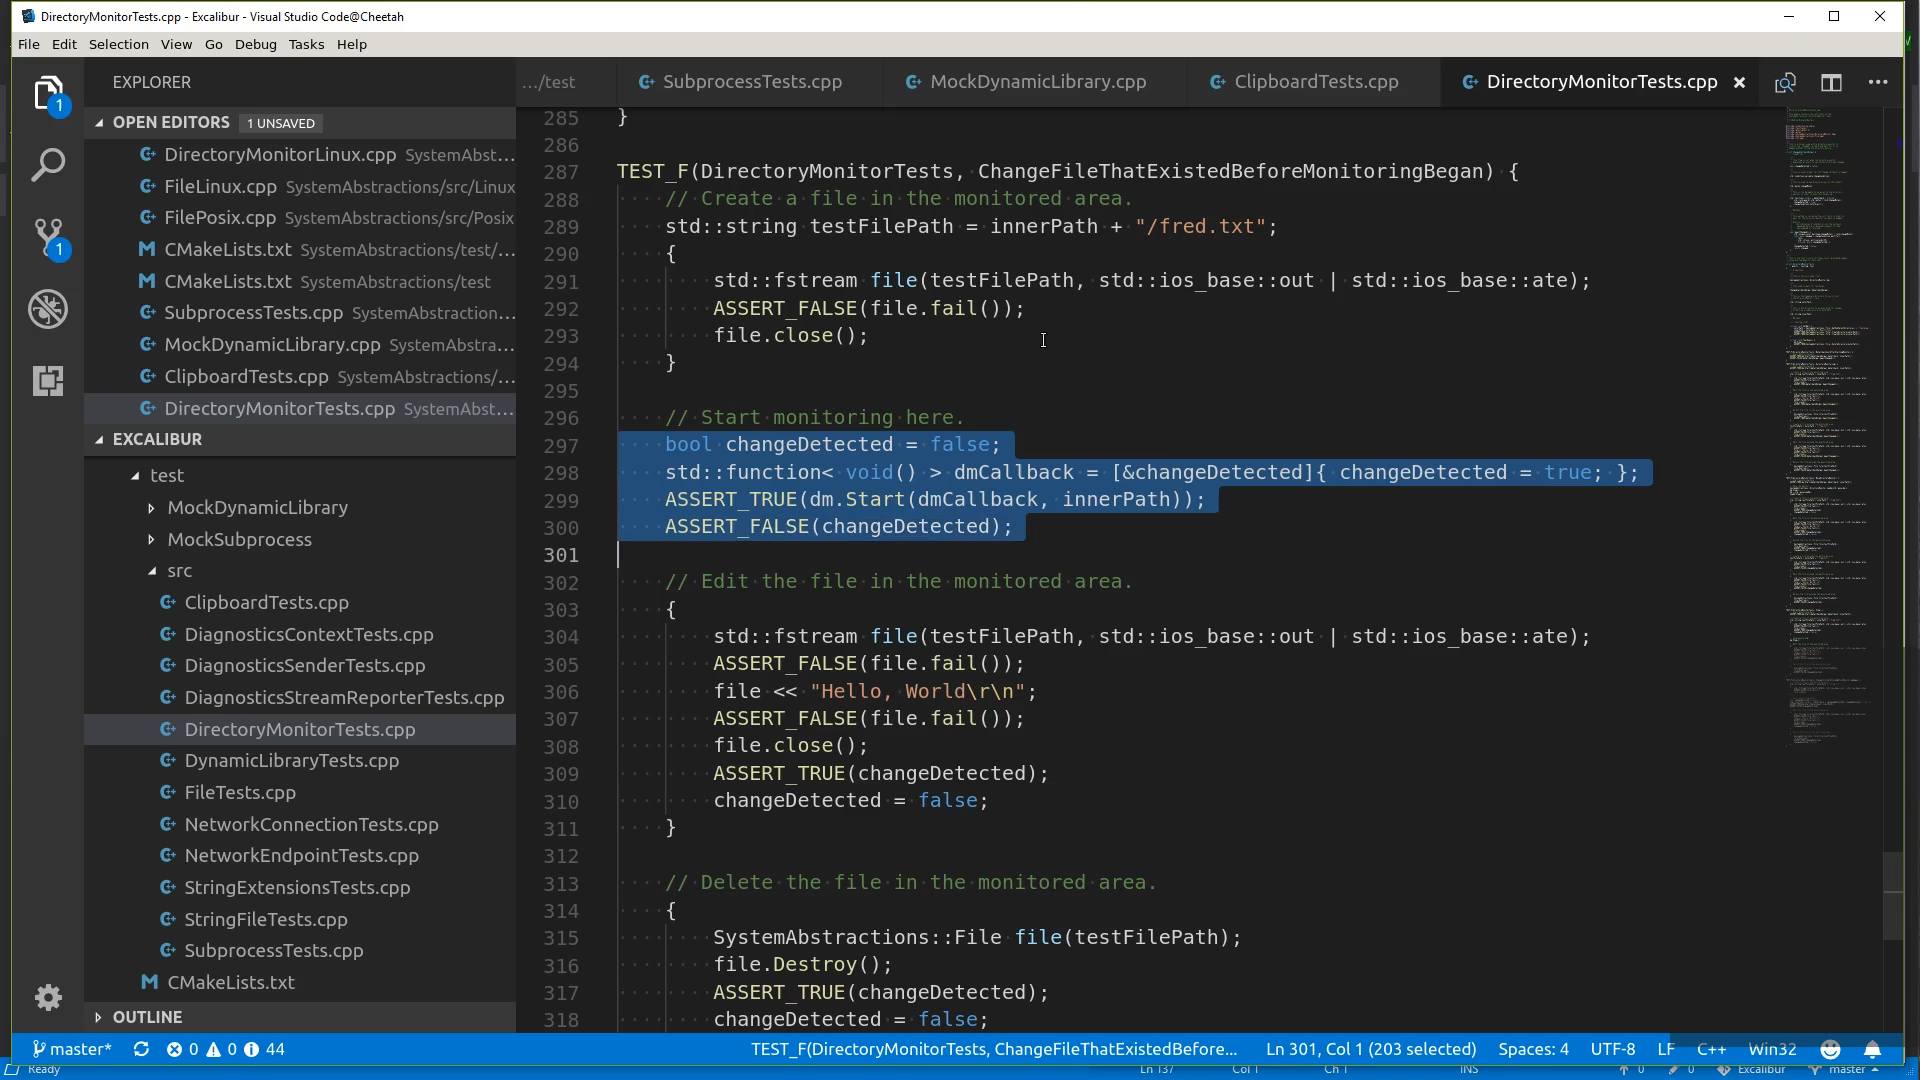 DirectoryMonitorTests.cpp - Excalibur - Visual Studio Code@Cheetah
File Edit Selection View Go Debug Tasks Help
EXPLORER
OPEN EDITORS 1 UNSAVED
DirectoryMonitorLinux.cpp SystemAbst...
FileLinux.cpp SystemAbstractions/src/Linux
FilePosix.cpp SystemAbstractions/src/Posix
CMakeLists.txt SystemAbstractions/test/...
CMakeLists.txt SystemAbstractions/test
SubprocessTests.cpp SystemAbstraction...
MockDynamicLibrary.cpp SystemAbstra...
ClipboardTests.cpp SystemAbstractions/...
DirectoryMonitorTests.cpp SystemAbst...
EXCALIBUR
test
MockDynamicLibrary
MockSubprocess
src
ClipboardTests.cpp
DiagnosticsContextTests.cpp
DiagnosticsSenderTests.cpp
DiagnosticsStreamReporterTests.cpp
DirectoryMonitorTests.cpp
DynamicLibraryTests.cpp
FileTests.cpp
NetworkConnectionTests.cpp
NetworkEndpointTests.cpp
StringExtensionsTests.cpp
StringFileTests.cpp
SubprocessTests.cpp
CMakeLists.txt
OUTLINE
1
1
.../test SubprocessTests.cpp MockDynamicLibrary.cpp ClipboardTests.cpp DirectoryMonitorTests.cpp
285 }
286
287 TEST_F(DirectoryMonitorTests, ChangeFileThatExistedBeforeMonitoringBegan) {
288 // Create a file in the monitored area.
289 std::string testFilePath = innerPath + "/fred.txt";
290 {
291 std::fstream file(testFilePath, std::ios_base::out | std::ios_base::ate);
292 ASSERT_FALSE(file.fail());
293 file.close();
294 }
295
296 // Start monitoring here.
297 bool changeDetected = false;
298 std::function< void() > dmCallback = [&changeDetected]{ changeDetected = true; };
299 ASSERT_TRUE(dm.Start(dmCallback, innerPath));
300 ASSERT_FALSE(changeDetected);
301
302 // Edit the file in the monitored area.
303 {
304 std::fstream file(testFilePath, std::ios_base::out | std::ios_base::ate);
305 ASSERT_FALSE(file.fail());
306 file << "Hello, World\r\n";
307 ASSERT_FALSE(file.fail());
308 file.close();
309 ASSERT_TRUE(changeDetected);
310 changeDetected = false;
311 }
312
313 // Delete the file in the monitored area.
314 {
315 SystemAbstractions::File file(testFilePath);
316 file.Destroy();
317 ASSERT_TRUE(changeDetected);
318 changeDetected = false;
master* 0 0 44 TEST_F(DirectoryMonitorTests, ChangeFileThatExistedBefore... Ln 301, Col 1 (203 selected) Spaces: 4 UTF-8 LF C++ Win32
Ready Ln 137 Col 1 Ch 1 INS 0 0 Excalibur master